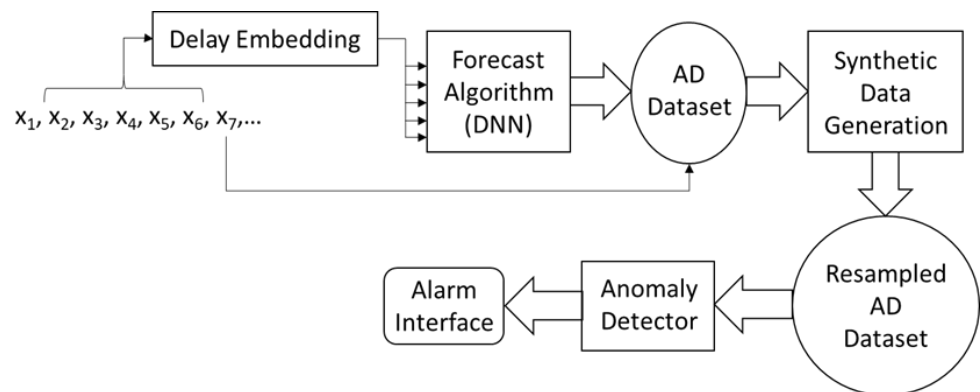 Delay Embedding
x₁, x₂, x₃, x₄, x₅, x₆, x₇,...
Forecast
Algorithm
(DNN)
AD
Dataset
Synthetic
Data
Generation
Resampled
AD
Dataset
Anomaly
Detector
Alarm
Interface